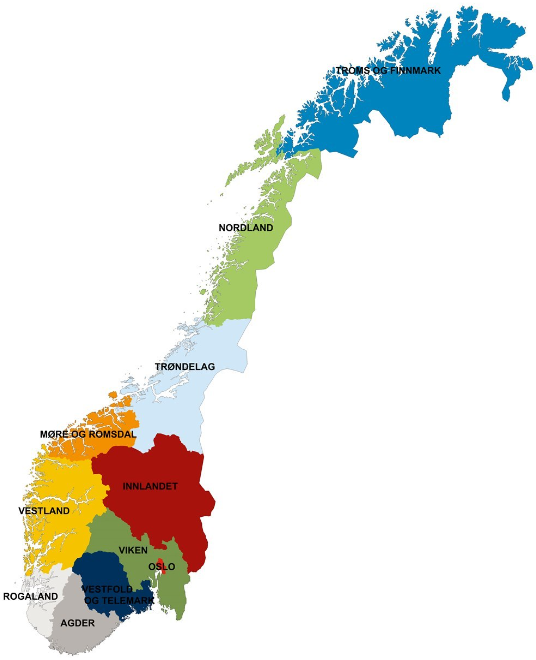 TROMS OG FINNMARK
NORDLAND
TRØNDELAG
MØRE OG ROMSDAL
INNLANDET
VESTLAND
VIKEN
OSLO
VESTFOLD
OG TELEMARK
ROGALAND
AGDER